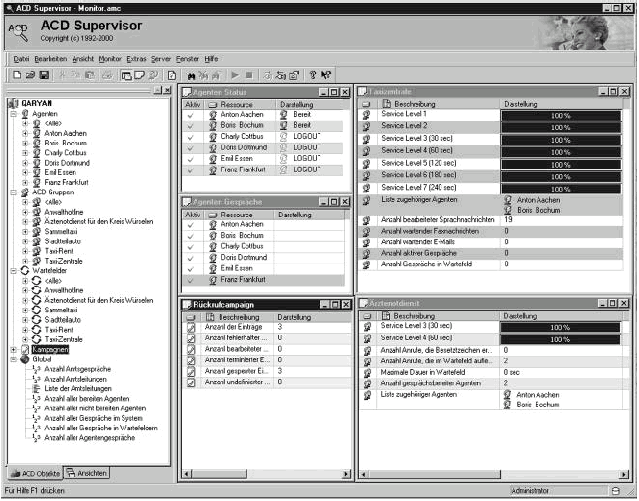 ACD Supervisor - Monitor.amc
ACD
ACD Supervisor
Copyright (c) 1992-2000
Datei Bearbeiten Ansicht Monitor Extras Server Fenster Hilfe
GARYAN
Agenten
<Alle>
Anton Aachen
Boris Bochum
Charly Cottbus
Doris Dortmund
Emil Essen
Franz Frankfurt
ACD Gruppen
<Alle>
Anwalthotline
Ärztenotdienst für den Kreis Würselen
Sammeltaxi
Stadtteilauto
Taxi-Rent
Taxi-Zentrale
Wartefelder
<Alle>
Anwalthotline
Ärztenotdienst für den Kreis Würselen
Sammeltaxi
Stadtteilauto
Taxi-Rent
Taxi-Zentrale
Kampagnen
Global
Anzahl Amtsgespräche
Anzahl Amtsleitungen
Liste der Amtsleitungen
Anzahl aller bereiten Agenten
Anzahl aller nicht bereiten Agenten
Anzahl aller Gespräche im System
Anzahl aller Gespräche in Wartefeldern
Anzahl aller Agentengespräche
ACD Objekte Ansichten
Agenten Status
Aktiv Ressource Darstellung
Anton Aachen Bereit
Boris Bochum Bereit
Charly Cottbus LOGOUT
Doris Dortmund LOGOUT
Emil Essen LOGOUT
Franz Frankfurt LOGOUT
Agenten Gespräche
Aktiv Ressource Darstellung
Anton Aachen
Boris Bochum
Charly Cottbus
Doris Dortmund
Emil Essen
Franz Frankfurt
Rückrufcampaign
Beschreibung Darstellung
Anzahl der Einträge 3
Anzahl fehlerhafter ... 0
Anzahl bearbeiteter ... 0
Anzahl terminierter E... 0
Anzahl gesperter Ei... 3
Anzahl undefinierter ... 0
Taxizentrale
Beschreibung Darstellung
Service Level 1 100%
Service Level 2 100%
Service Level 3 (30 sec) 100%
Service Level 4 (60 sec) 100%
Service Level 5 (120 sec) 100%
Service Level 6 (180 sec) 100%
Service Level 7 (240 sec) 100%
Liste zugehöriger Agenten Anton Aachen
Boris Bochum
Anzahl bearbeiteter Sprachnachrichten 19
Anzahl wartender Faxnachrichten 0
Anzahl wartender E-Mails 0
Anzahl aktiver Gespräche 0
Anzahl Gespräche in Wartefeld 0
Ärztenotdienst
Beschreibung Darstellung
Service Level 3 (30 sec) 100%
Service Level 4 (60 sec) 100%
Anzahl Anrufe, die Besetztzeichen er... 0
Anzahl Anrufe, die in Wartefeld aufle... 2
Maximale Dauer in Wartefeld 0 sec
Anzahl gesprächsbereiter Agenten 2
Liste zugehöriger Agenten Anton Aachen
Boris Bochum
Für Hilfe F1 drücken
Administrator